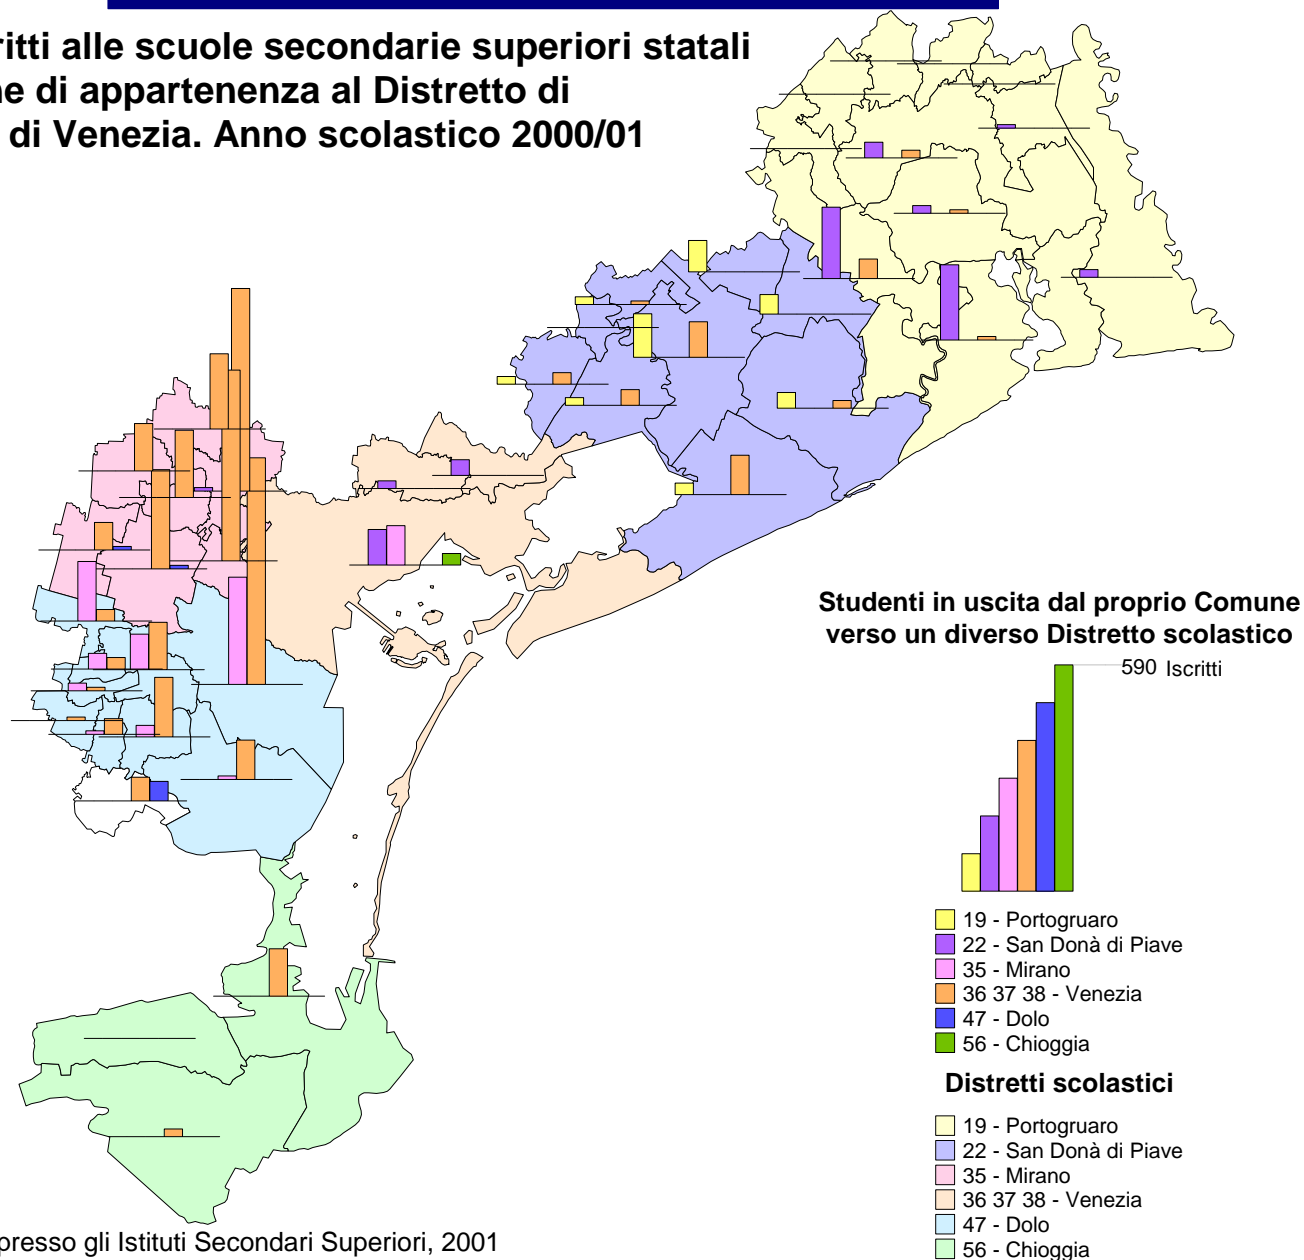 ritti alle scuole secondarie superiori statali
ne di appartenenza al Distretto di
di Venezia. Anno scolastico 2000/01
Studenti in uscita dal proprio Comune
verso un diverso Distretto scolastico
590 Iscritti
19 - Portogruaro
22 - San Donà di Piave
35 - Mirano
36 37 38 - Venezia
47 - Dolo
56 - Chioggia
Distretti scolastici
19 - Portogruaro
22 - San Donà di Piave
35 - Mirano
36 37 38 - Venezia
47 - Dolo
56 - Chioggia
presso gli Istituti Secondari Superiori, 2001